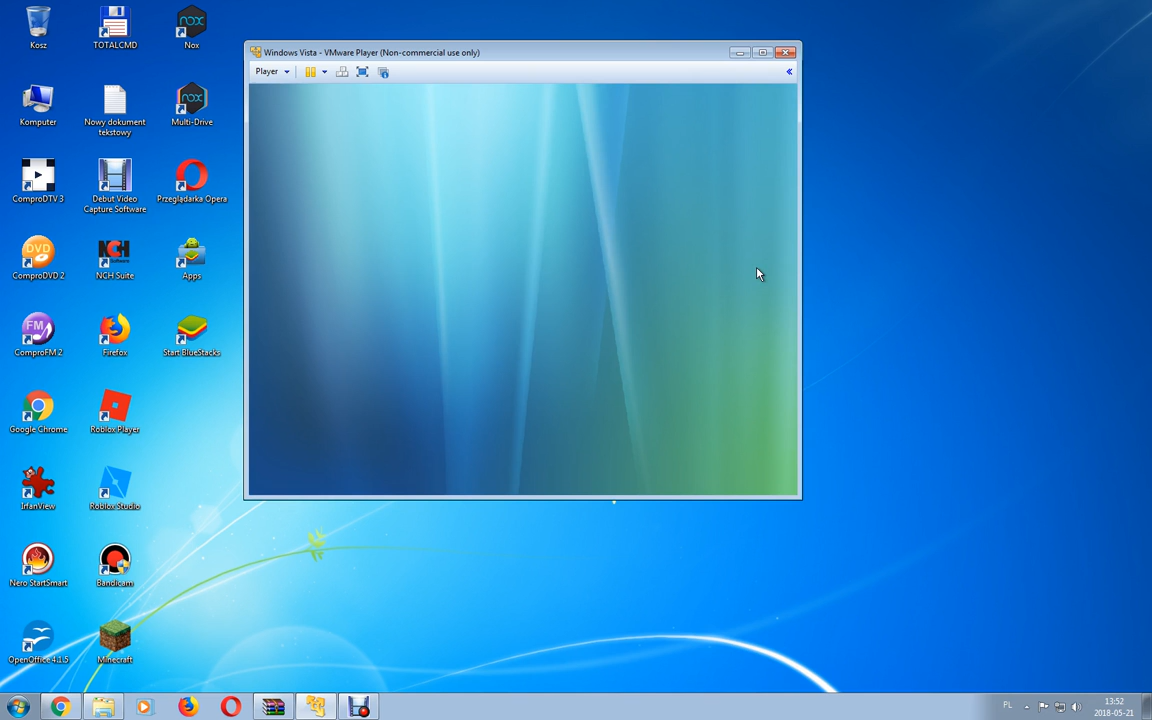 Kosz
TOTALCMD
Nox
Windows Vista - VMware Player (Non-commercial use only)
Player
Komputer
Nowy dokument
tekstowy
Multi-Drive
ComproDTV 3
Debut Video
Capture Software
Przeglądarka Opera
DVD
ComproDVD 2
NCH
NCH Suite
Apps
FM
ComproFM 2
Firefox
Start BlueStacks
Google Chrome
Roblox Player
IrfanView
Roblox Studio
Nero StartSmart
Bandicam
OpenOffice 4.1.5
Minecraft
PL
13:52
2018-05-21